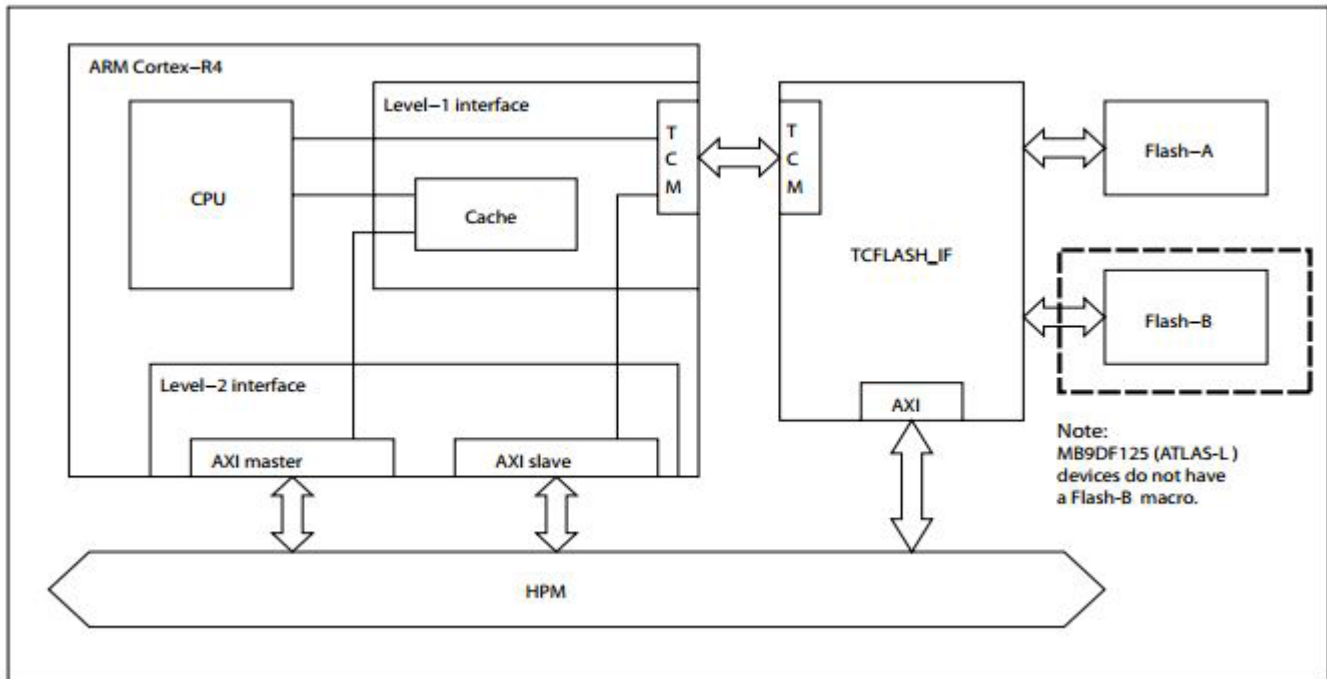 ARM Cortex–R4
Level–1 interface
T
C
M
T
C
M
Flash–A
CPU
Cache
TCFLASH_IF
Flash–B
Level–2 interface
AXI
AXI master
AXI slave
Note:
MB9DF125 (ATLAS-L )
devices do not have
a Flash-B macro.
HPM